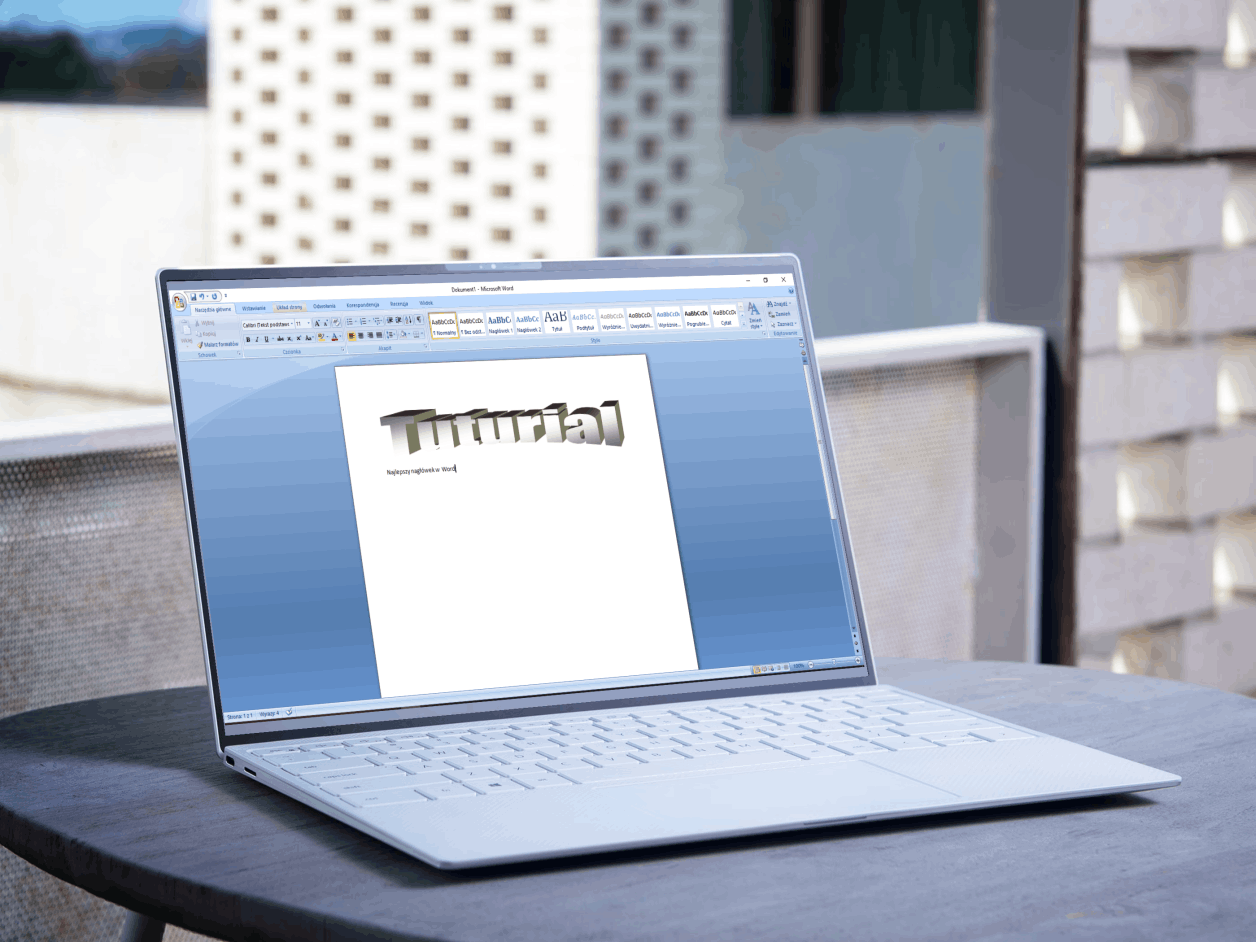 Dokument1 - Microsoft Word
Narzędzia główne Wstawianie Układ strony Odwołania Korespondencja Recenzja Widok
Wytnij
Kopiuj
Malarz formatów
Schowek
Calibri (Tekst podstawo 11
Czcionka
Akapit
AaBbCcDc AaBbCcDc AaBbC AaBbCc AaB AaBbCc AaBbCcDc AaBbCcDc AaBbCcDc AaBbCcDc AaBbCcDc
¶ Normalny ¶ Bez odst... Nagłówek 1 Nagłówek 2 Tytuł Podtytuł Wyróżnie... Uwydatni... Wyróżnie... Pogrubie... Cytat
Style
Zmień style
Znajdź
Zamień
Zaznacz
Edytowanie
Tuturial
Najlepszy nagłówek w Word
Strona: 1 z 1 Wyrazy: 4
100%